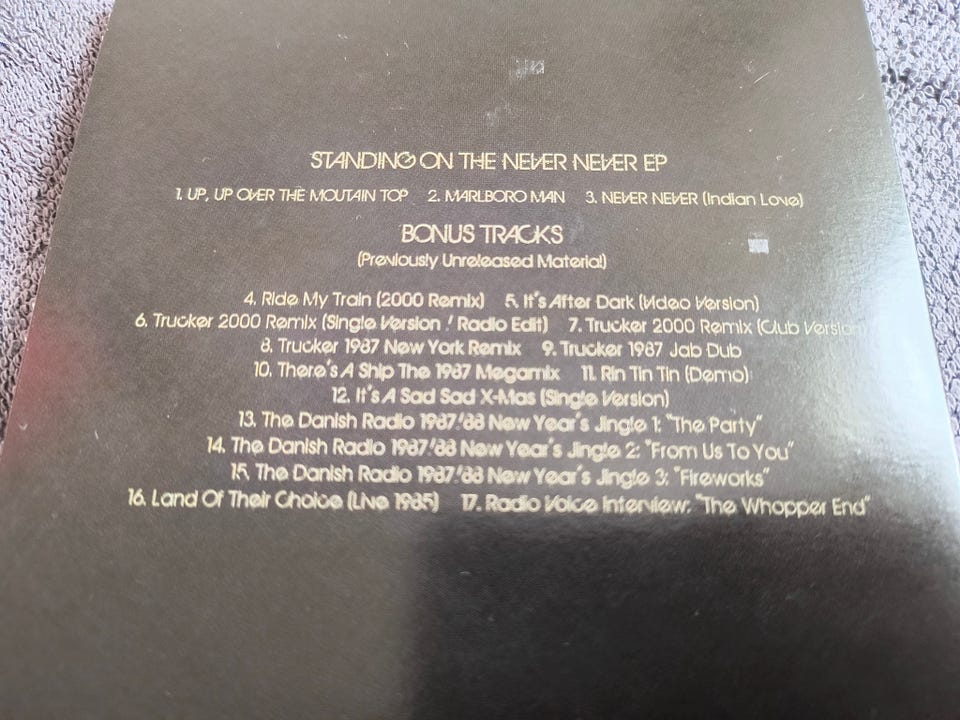 STANDING ON THE NEVER NEVER EP
1. UP, UP OVER THE MOUTAIN TOP 2. MARLBORO MAN 3. NEVER NEVER (Indian Love)
BONUS TRACKS
(Previously Unreleased Material)
4. Ride My Train (2000 Remix) 5. It's After Dark (Video Version)
6. Trucker 2000 Remix (Single Version / Radio Edit) 7. Trucker 2000 Remix (Club Version
8. Trucker 1987 New York Remix 9. Trucker 1987 Jab Dub
10. There's A Ship The 1987 Megamix 11. Rin Tin Tin (Demo)
12. It's A Sad Sad X-Mas (Single Version)
13. The Danish Radio 1987/88 New Year's Jingle 1: "The Party"
14. The Danish Radio 1987/88 New Year's Jingle 2: "From Us To You"
15. The Danish Radio 1987/88 New Year's Jingle 3: "Fireworks"
16. Land Of Their Choice (Live 1985) 17. Radio Voice Interview: "The Whopper End"